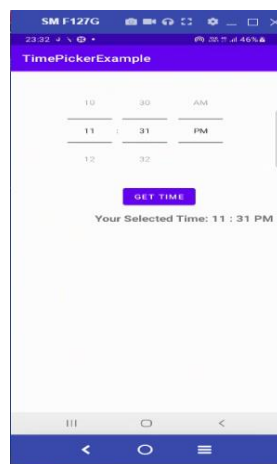 SM F127G
23:32 46%
TimePickerExample
10 30 AM
11 : 31 PM
12 32
GET TIME
Your Selected Time: 11 : 31 PM